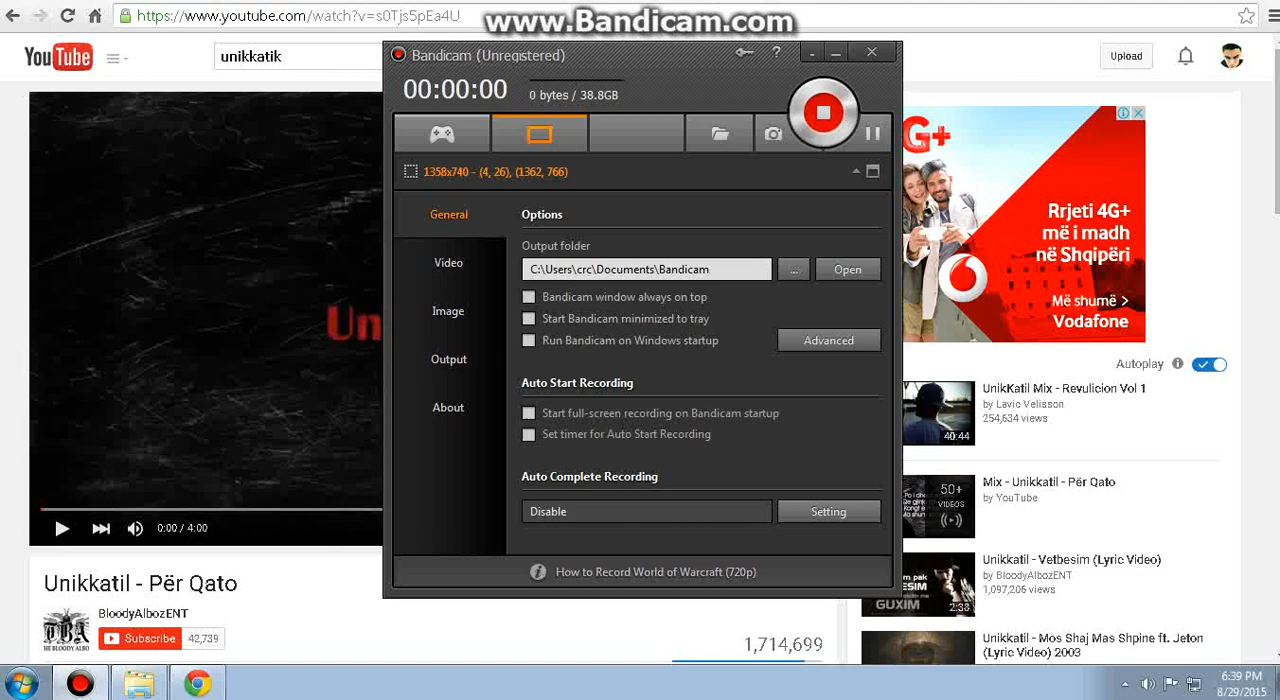 https://www.youtube.com/watch?v=s0Tjs5pEa4U
www.Bandicam.com
YouTube
unikkatik
Upload
Bandicam (Unregistered)
00:00:00
0 bytes / 38.8GB
1358x740 - (4, 26), (1362, 766)
General
Video
Image
Output
About
Options
Output folder
C:\Users\crc\Documents\Bandicam
...
Open
Bandicam window always on top
Start Bandicam minimized to tray
Run Bandicam on Windows startup
Advanced
Auto Start Recording
Start full-screen recording on Bandicam startup
Set timer for Auto Start Recording
Auto Complete Recording
Disable
Setting
How to Record World of Warcraft (720p)
Un
0:00 / 4:00
Unikkatil - Për Qato
BloodyAlbozENT
Subscribe
42,739
1,714,699
G+
Rrjeti 4G+
më i madh
në Shqipëri
Më shumë >
Vodafone
Autoplay
UnikKatil Mix - Revulicion Vol 1
by Lavic Velisson
254,634 views
40:44
Mix - Unikkatil - Për Qato
by YouTube
50+
VIDEOS
Unikkatil - Vetbesim (Lyric Video)
by BloodyAlbozENT
1,097,206 views
GUXIM
2:38
Unikkatil - Mos Shaj Mas Shpine ft. Jeton
(Lyric Video) 2003
6:39 PM
8/29/2015